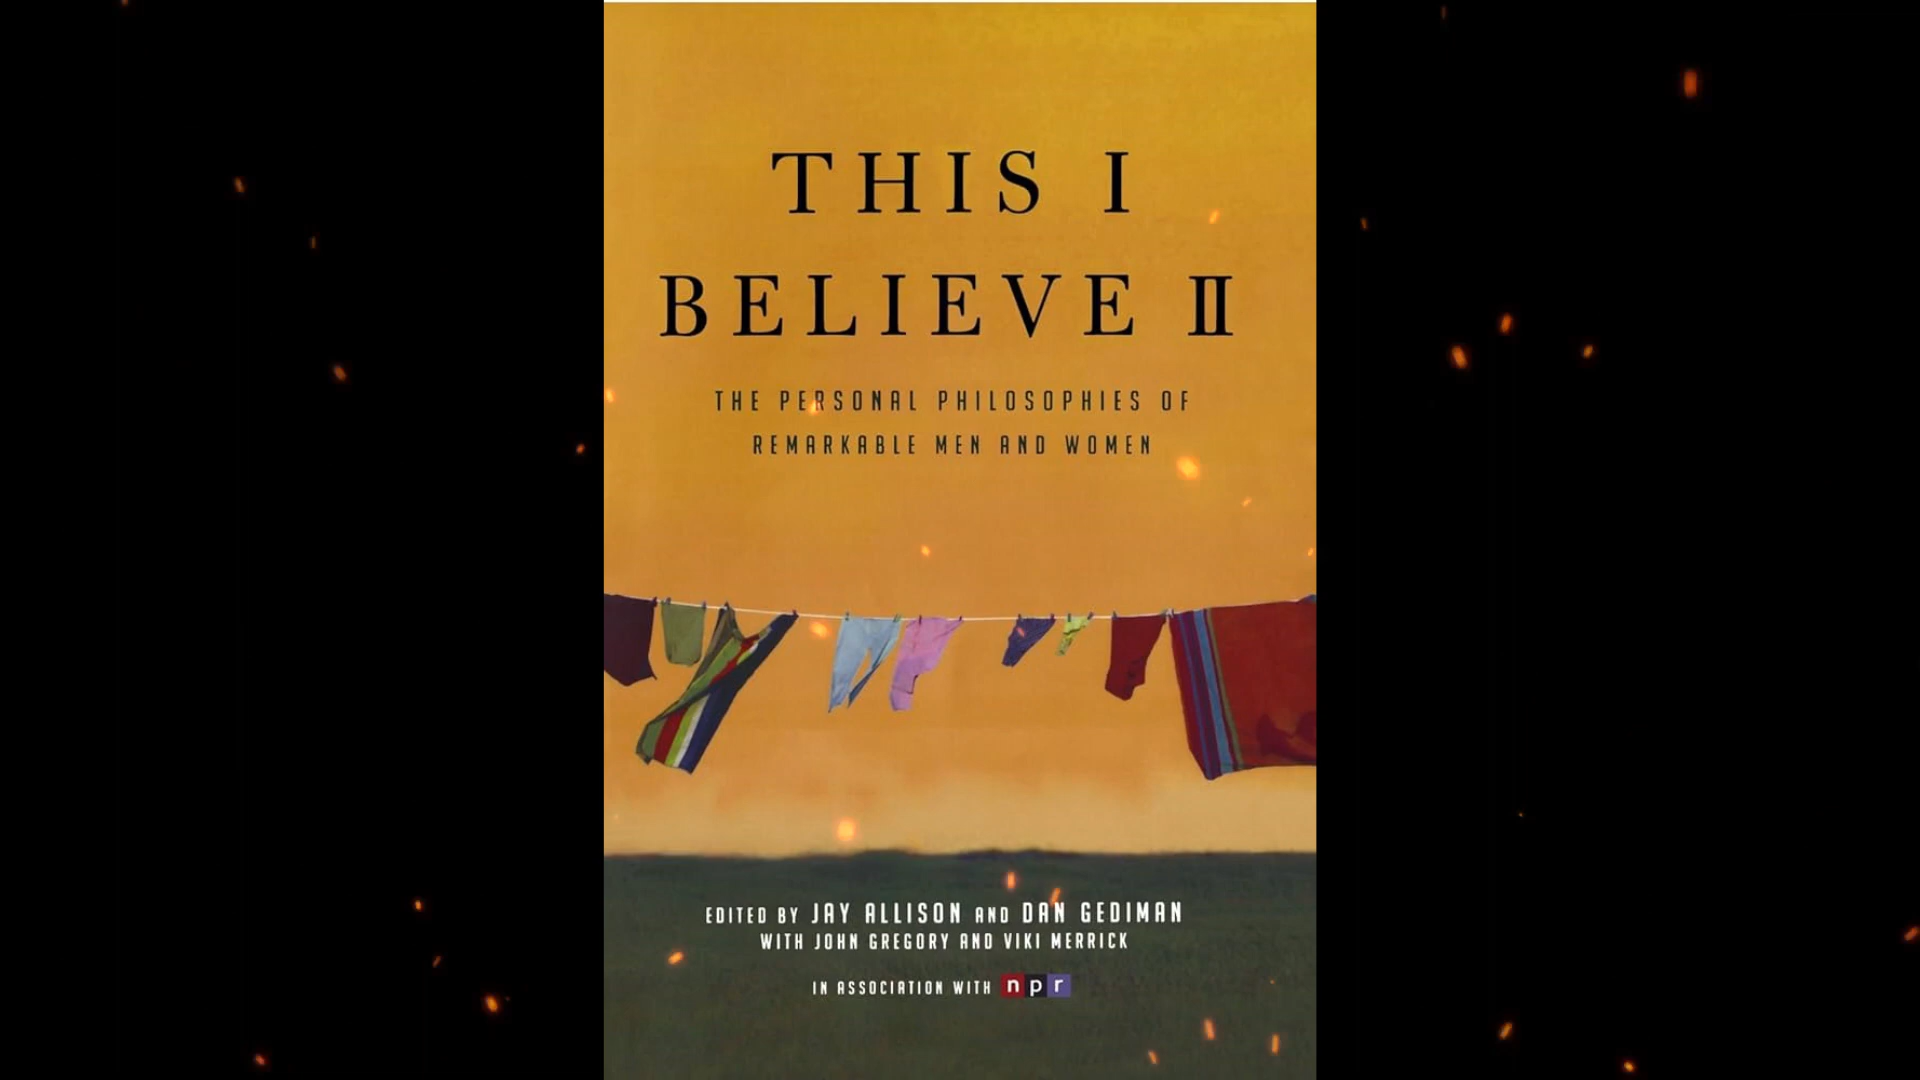 THIS I
BELIEVE II
THE PERSONAL PHILOSOPHIES OF
REMARKABLE MEN AND WOMEN
EDITED BY JAY ALLISON AND DAN GEDIMAN
WITH JOHN GREGORY AND VIKI MERRICK
IN ASSOCIATION WITH npr